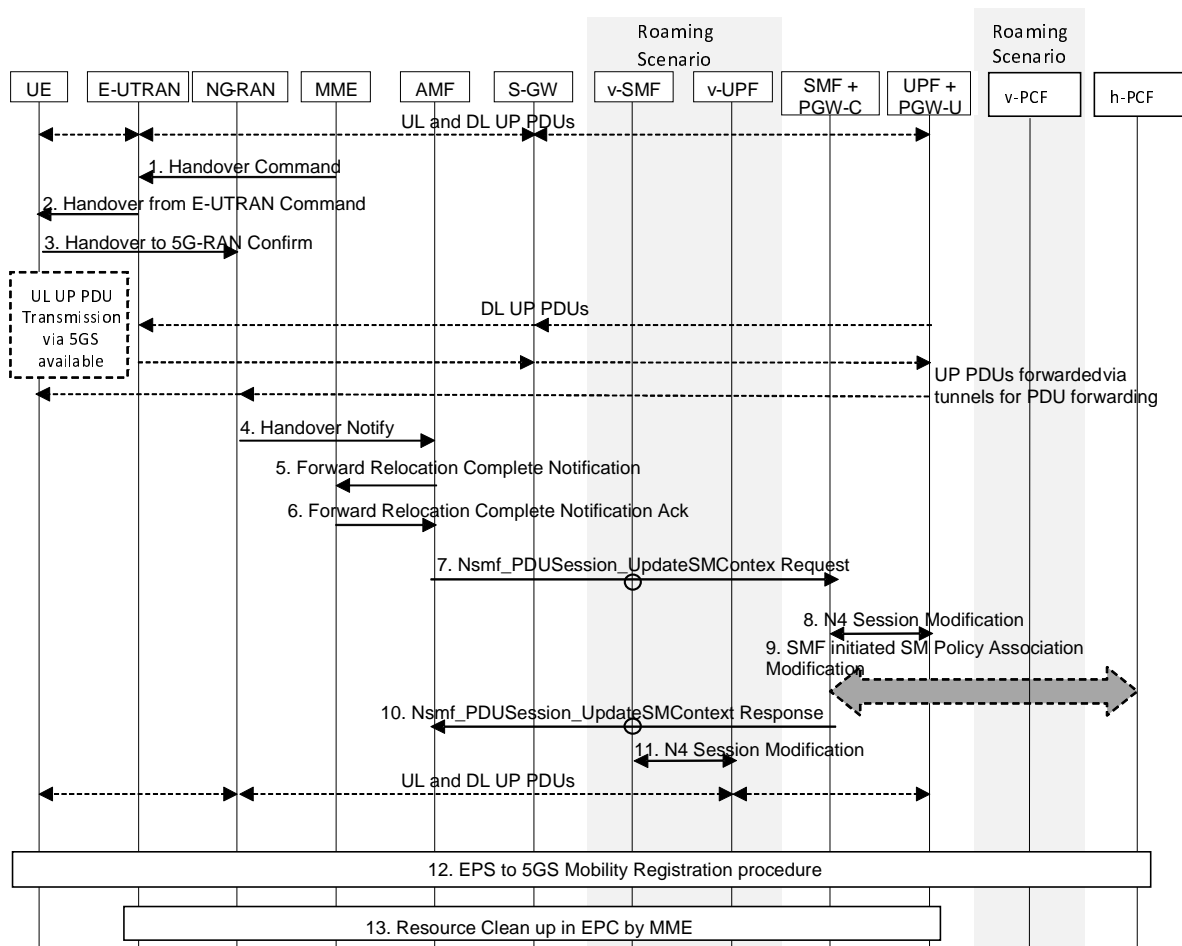 Roaming
Scenario
Roaming
Scenario
UE
E-UTRAN
NG-RAN
MME
AMF
S-GW
v-SMF
v-UPF
SMF +
PGW-C
UPF +
PGW-U
v-PCF
h-PCF
UL and DL UP PDUs
1. Handover Command
2. Handover from E-UTRAN Command
3. Handover to 5G-RAN Confirm
UL UP PDU
Transmission
via 5GS
available
DL UP PDUs
UP PDUs forwardedvia
tunnels for PDU forwarding
4. Handover Notify
5. Forward Relocation Complete Notification
6. Forward Relocation Complete Notification Ack
7. Nsmf_PDUSession_UpdateSMContex Request
8. N4 Session Modification
9. SMF initiated SM Policy Association
Modification
10. Nsmf_PDUSession_UpdateSMContext Response
11. N4 Session Modification
UL and DL UP PDUs
12. EPS to 5GS Mobility Registration procedure
13. Resource Clean up in EPC by MME